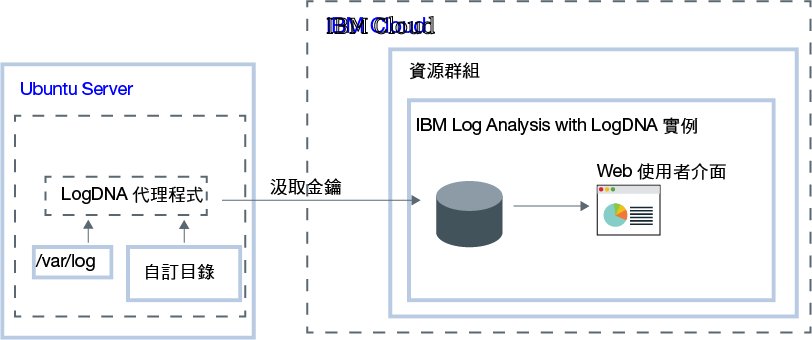 IBM Cloud
Ubuntu Server
資源群組
IBM Log Analysis with LogDNA 實例
Web 使用者介面
LogDNA 代理程式
汲取金鑰
/var/log
自訂目錄